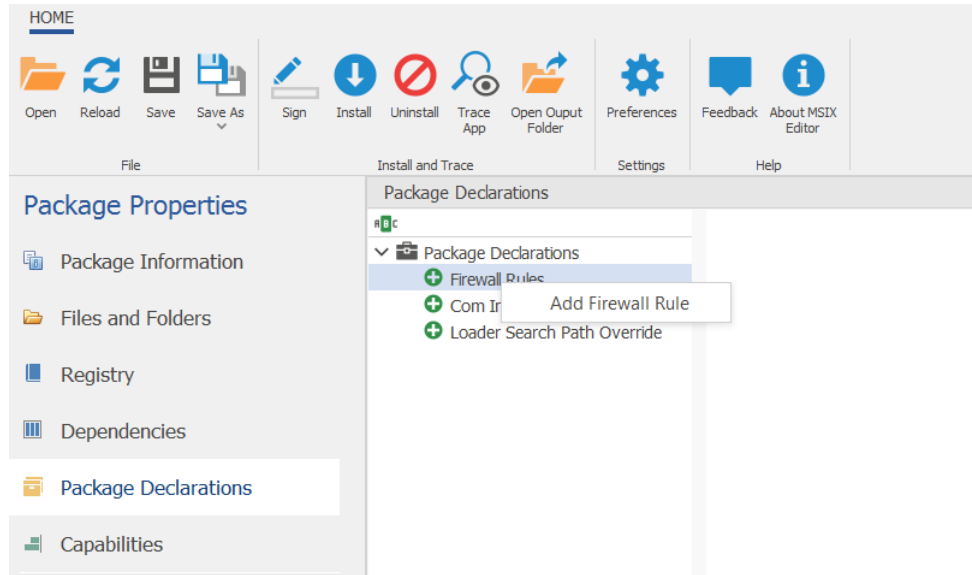 HOME
Open
Reload
Save
Save As
Sign
Install
Uninstall
Trace
App
Open Ouput
Folder
Preferences
Feedback
About MSIX
Editor
File
Install and Trace
Settings
Help
Package Properties
Package Information
Files and Folders
Registry
Dependencies
Package Declarations
Capabilities
Package Declarations
ABC
Package Declarations
Firewall Rules
Add Firewall Rule
Com
Loader Search Path Override